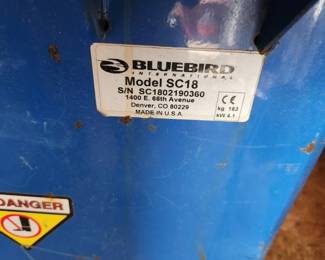 BLUEBIRD
INTERNATIONAL
Model SC18
S/N SC1802190360
1400 E. 66th Avenue
Denver, CO 80229
MADE IN U.S.A.
CE
kg 163
kW 4.1
DANGER